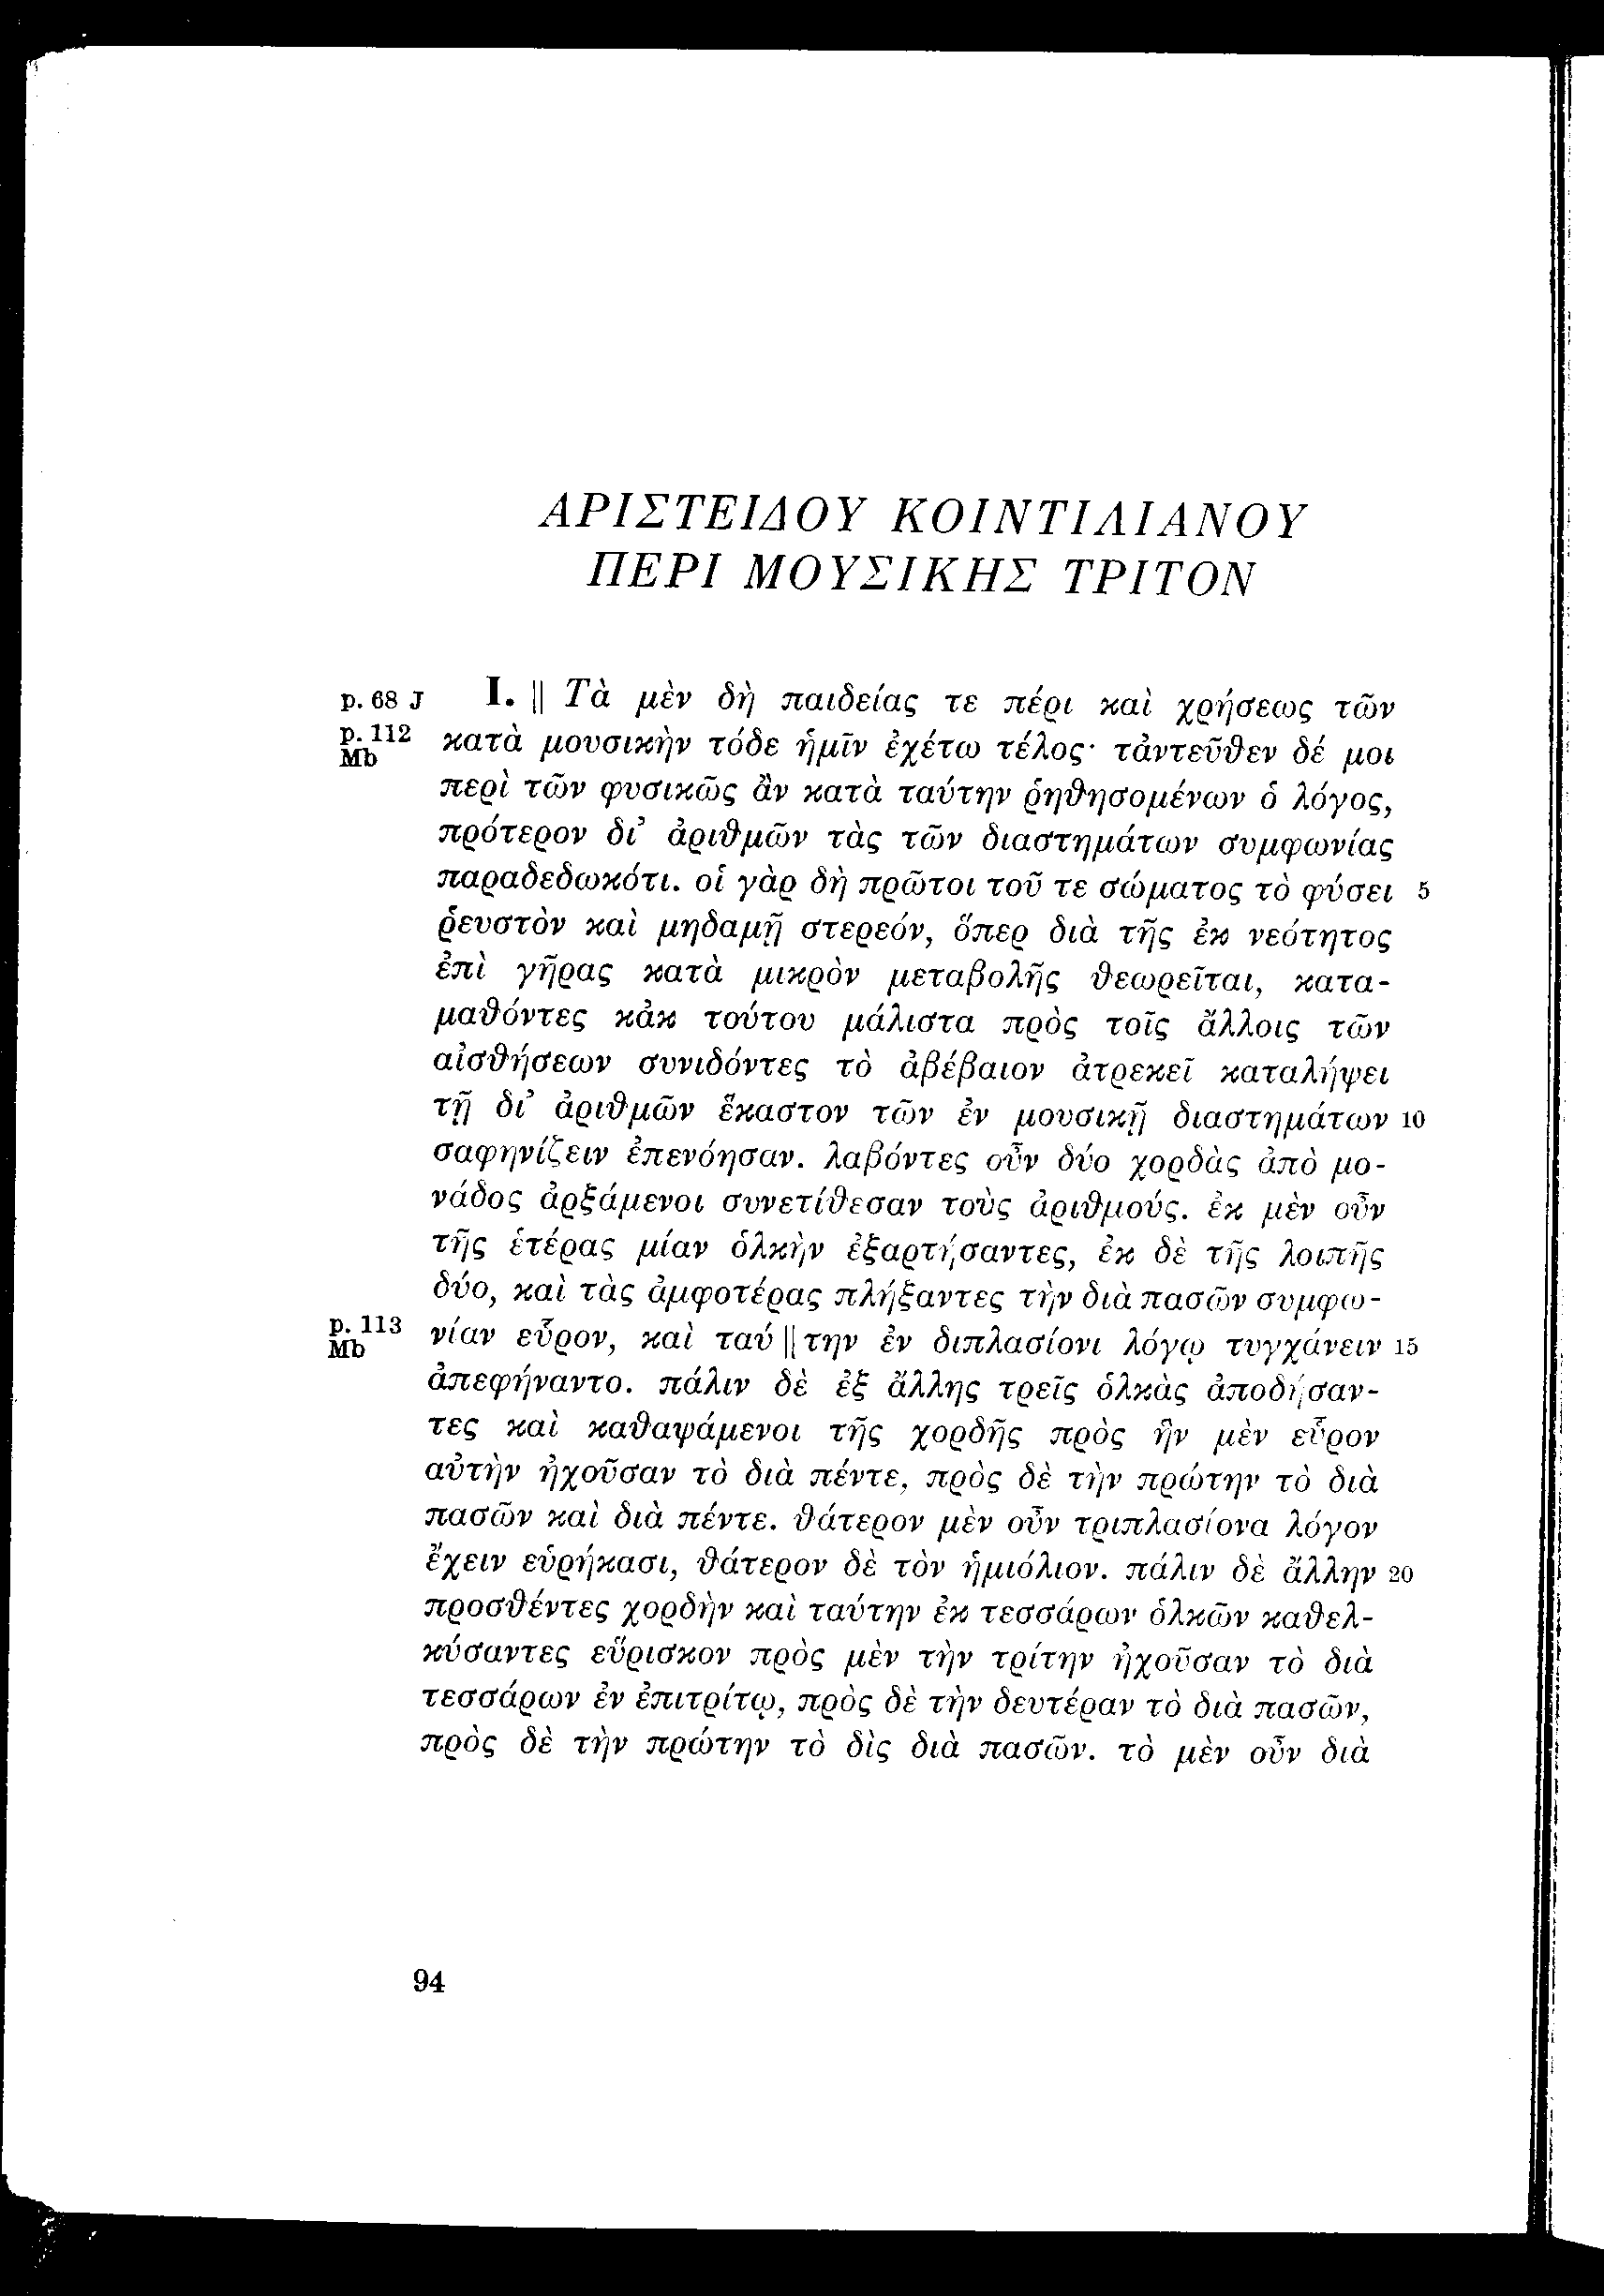 ΑΡΙΣΤΕΙΔΟΥ ΚΟΙΝΤΙΛΙΑΝΟΥ
ΠΕΡΙ ΜΟΥΣΙΚΗΣ ΤΡΙΤΟΝ
p. 68 J I. || Τὰ μὲν δὴ παιδείας τε πέρι καὶ χρήσεως τῶν
p. 112 Mb κατὰ μουσικὴν τόδε ἡμῖν ἐχέτω τέλος· τἀντεῦθεν δέ μοι
περὶ τῶν φυσικῶς ἂν κατὰ ταύτην ῥηθησομένων ὁ λόγος,
πρότερον δι’ ἀριθμῶν τὰς τῶν διαστημάτων συμφωνίας
παραδεδωκότι. οἱ γὰρ δὴ πρῶτοι τοῦ τε σώματος τὸ φύσει 5
ῥευστὸν καὶ μηδαμῇ στερεόν, ὅπερ διὰ τῆς ἐκ νεότητος
ἐπὶ γῆρας κατὰ μικρὸν μεταβολῆς θεωρεῖται, κατα-
μαθόντες κἀκ τούτου μάλιστα πρὸς τοῖς ἄλλοις τῶν
αἰσθήσεων συνιδόντες τὸ ἀβέβαιον ἀτρεκεῖ καταλήψει
τῇ δι’ ἀριθμῶν ἕκαστον τῶν ἐν μουσικῇ διαστημάτων 10
σαφηνίζειν ἐπενόησαν. λαβόντες οὖν δύο χορδὰς ἀπὸ μο-
νάδος ἀρξάμενοι συνετίθεσαν τοὺς ἀριθμούς. ἐκ μὲν οὖν
τῆς ἑτέρας μίαν ὁλκὴν ἐξαρτήσαντες, ἐκ δὲ τῆς λοιπῆς
δύο, καὶ τὰς ἀμφοτέρας πλήξαντες τὴν διὰ πασῶν συμφω-
p. 113 Mb νίαν εὗρον, καὶ ταύ||την ἐν διπλασίονι λόγῳ τυγχάνειν 15
ἀπεφήναντο. πάλιν δὲ ἐξ ἄλλης τρεῖς ὁλκὰς ἀποδήσαν-
τες καὶ καθαψάμενοι τῆς χορδῆς πρὸς ἣν μὲν εὗρον
αὐτὴν ἠχοῦσαν τὸ διὰ πέντε, πρὸς δὲ τὴν πρώτην τὸ διὰ
πασῶν καὶ διὰ πέντε. θάτερον μὲν οὖν τριπλασίονα λόγον
ἔχειν εὑρήκασι, θάτερον δὲ τὸν ἡμιόλιον. πάλιν δὲ ἄλλην 20
προσθέντες χορδὴν καὶ ταύτην ἐκ τεσσάρων ὁλκῶν καθελ-
κύσαντες εὕρισκον πρὸς μὲν τὴν τρίτην ἠχοῦσαν τὸ διὰ
τεσσάρων ἐν ἐπιτρίτῳ, πρὸς δὲ τὴν δευτέραν τὸ διὰ πασῶν,
πρὸς δὲ τὴν πρώτην τὸ δὶς διὰ πασῶν. τὸ μὲν οὖν διὰ
94